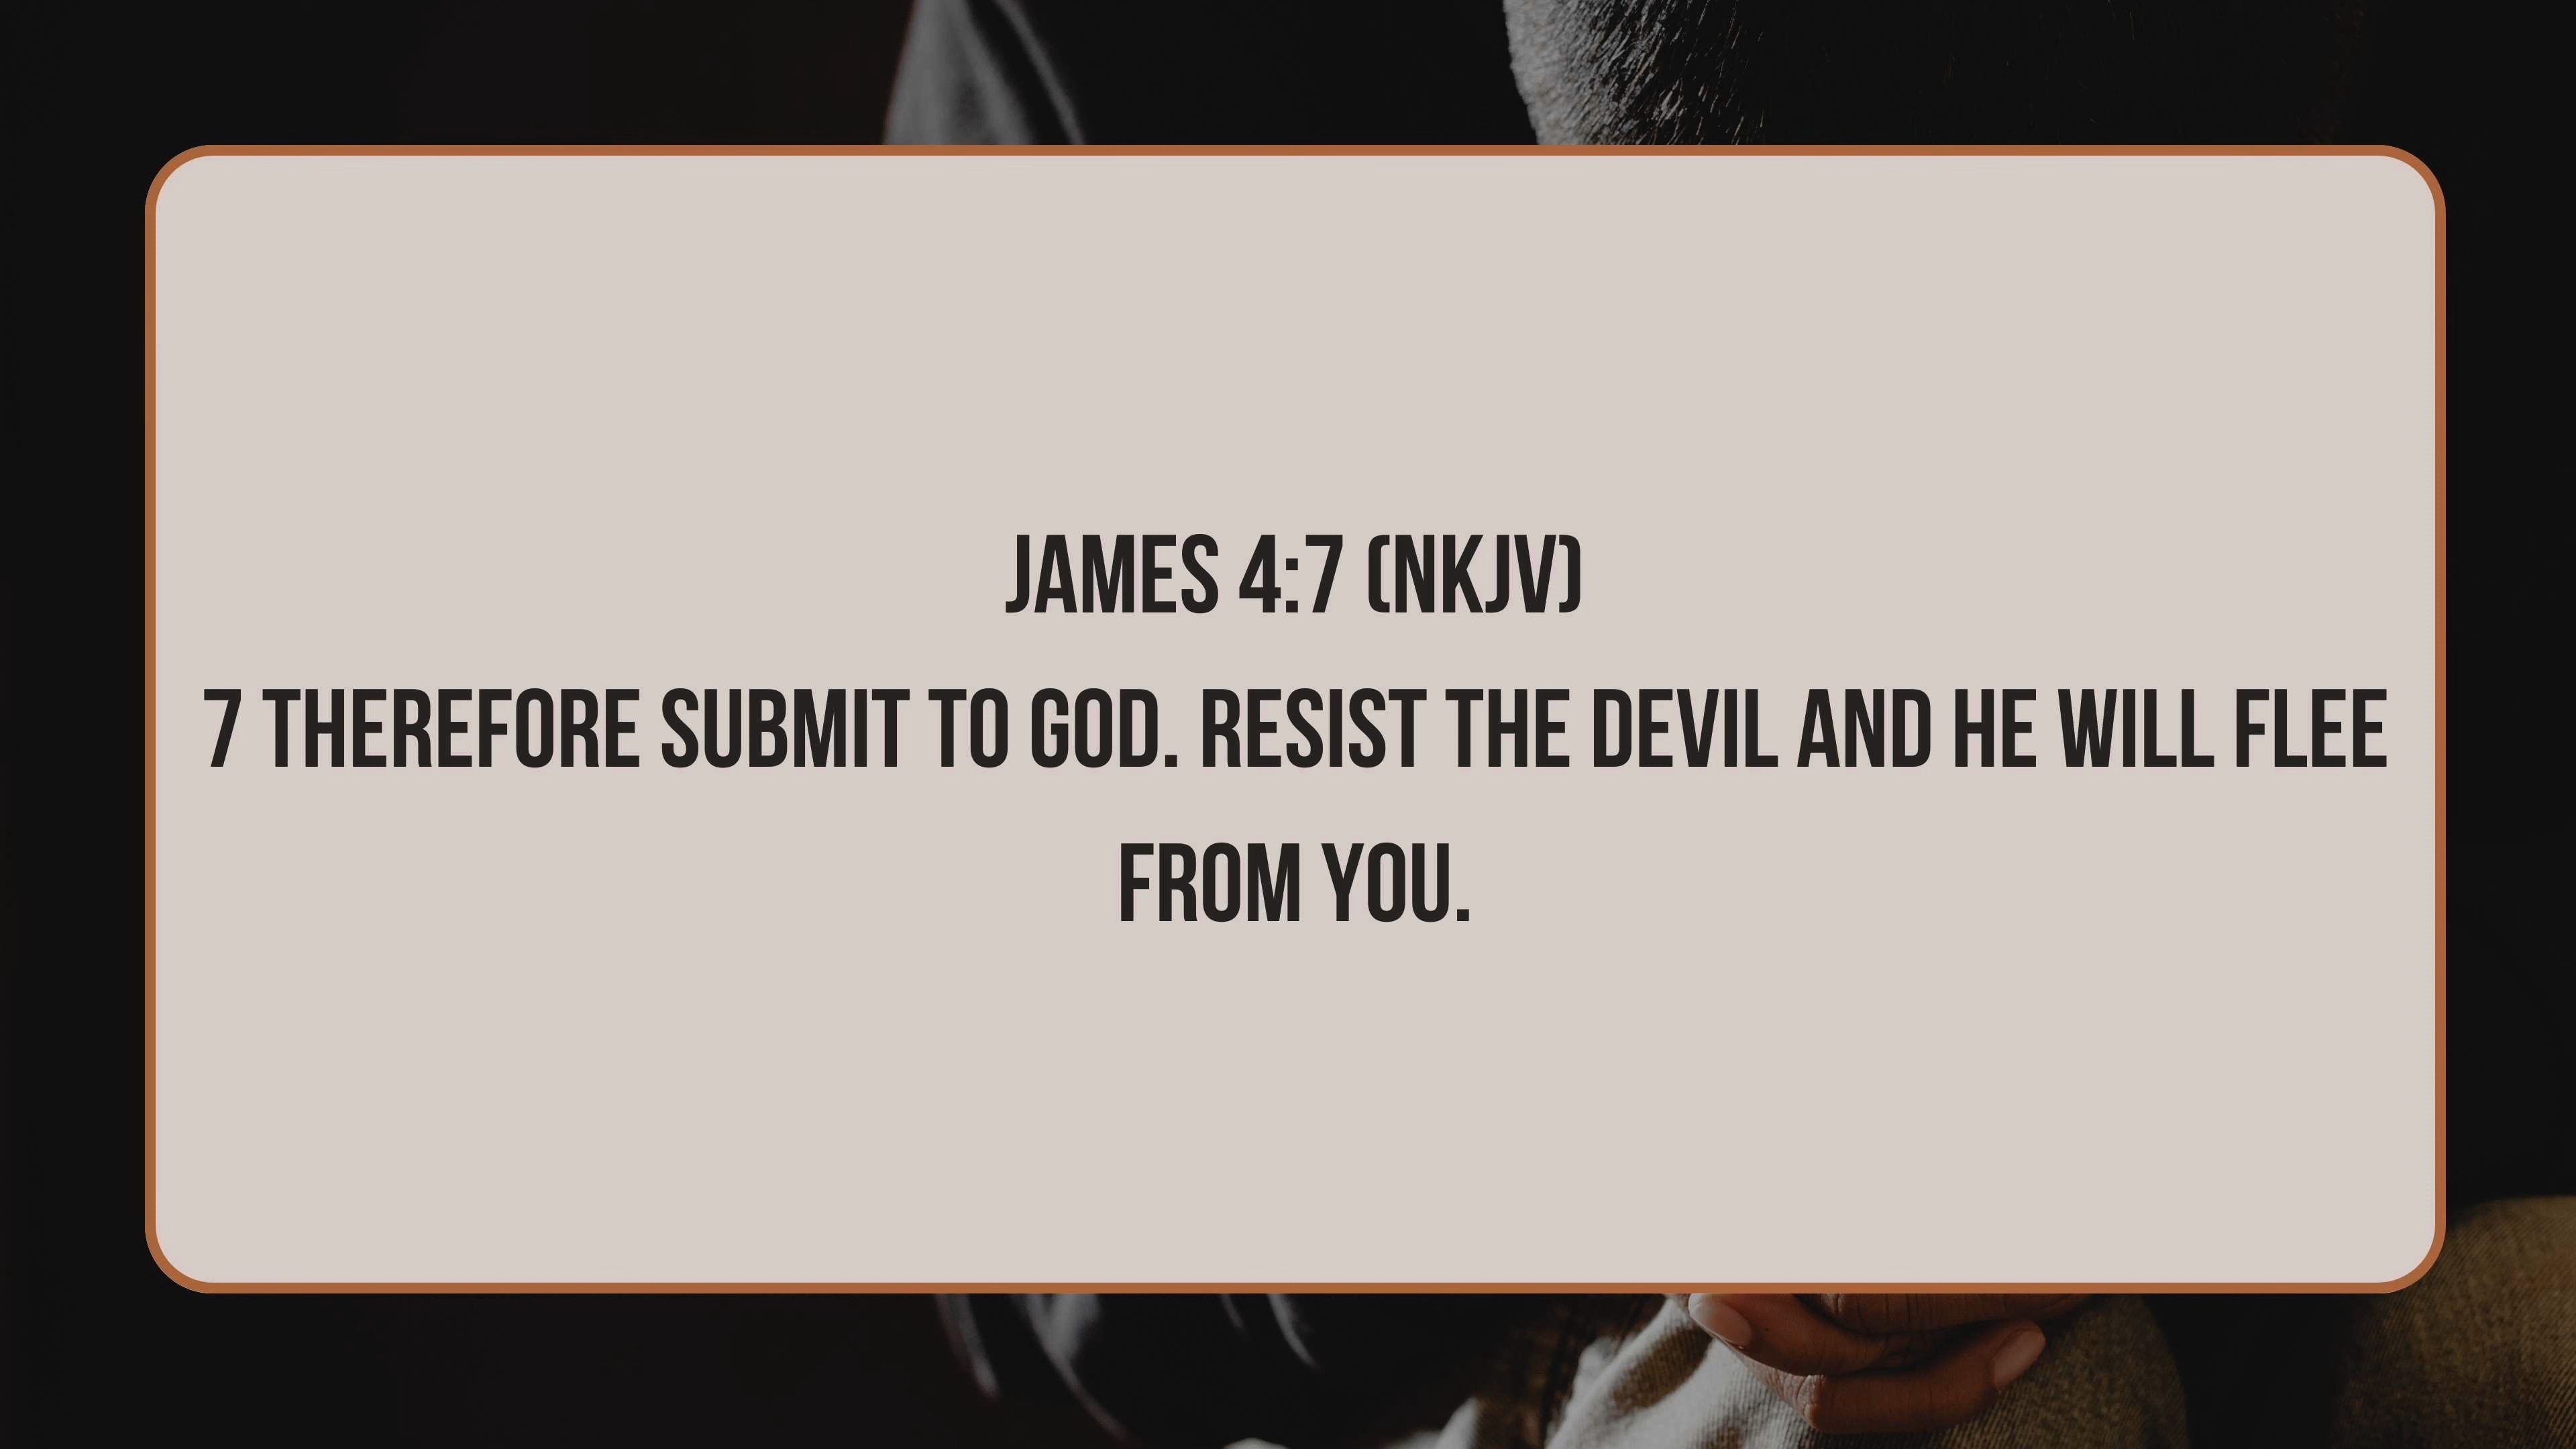 JAMES 4:7 (NKJV)
7 THEREFORE SUBMIT TO GOD. RESIST THE DEVIL AND HE WILL FLEE
FROM YOU.